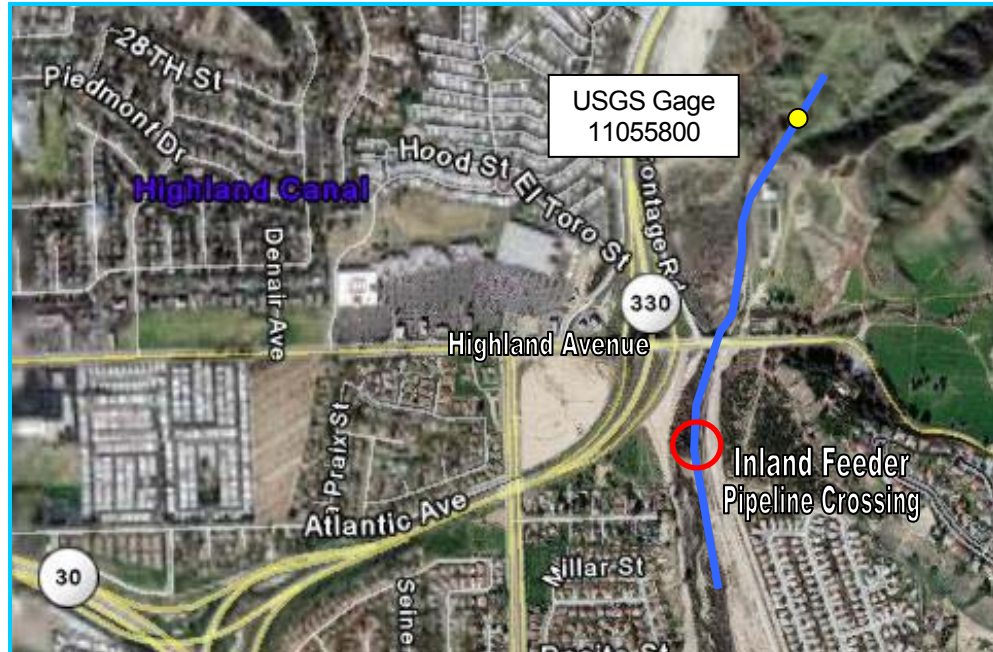 28TH St
Piedmont Dr
USGS Gage
11055800
Hood St
El Toro St
Frontage Rd
Highland Canal
Denair Ave
330
Highland Avenue
Praix St
Inland Feeder
Pipeline Crossing
Atlantic Ave
30
Millar St
Seine